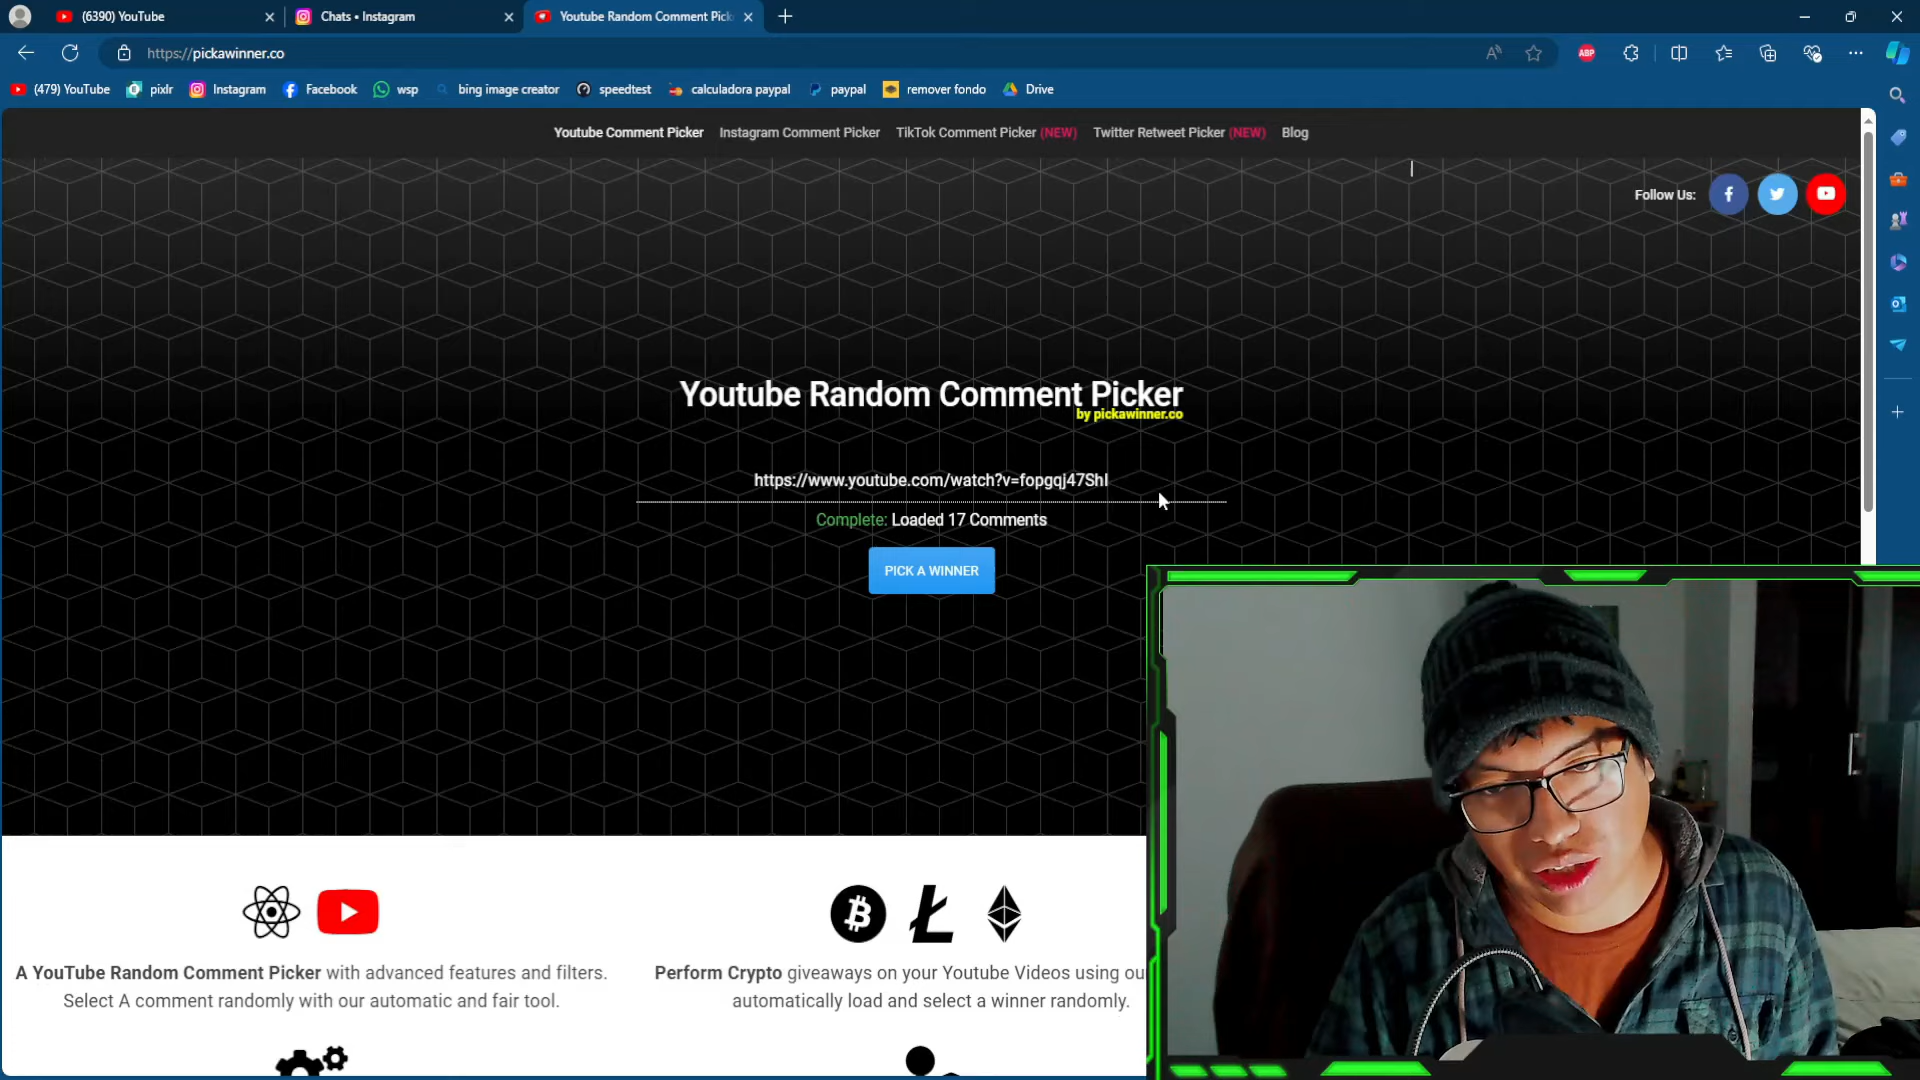 (6390) YouTube
Chats • Instagram
Youtube Random Comment Pick
https://pickawinner.co
ABP
(479) YouTube
pixlr
Instagram
Facebook
wsp
bing image creator
speedtest
calculadora paypal
paypal
remover fondo
Drive
Youtube Comment Picker
Instagram Comment Picker
TikTok Comment Picker (NEW)
Twitter Retweet Picker (NEW)
Blog
Follow Us:
Youtube Random Comment Picker
by pickawinner.co
https://www.youtube.com/watch?v=fopgqj47ShI
Complete: Loaded 17 Comments
PICK A WINNER
A YouTube Random Comment Picker with advanced features and filters.
Select A comment randomly with our automatic and fair tool.
Perform Crypto giveaways on your Youtube Videos using ou
automatically load and select a winner randomly.